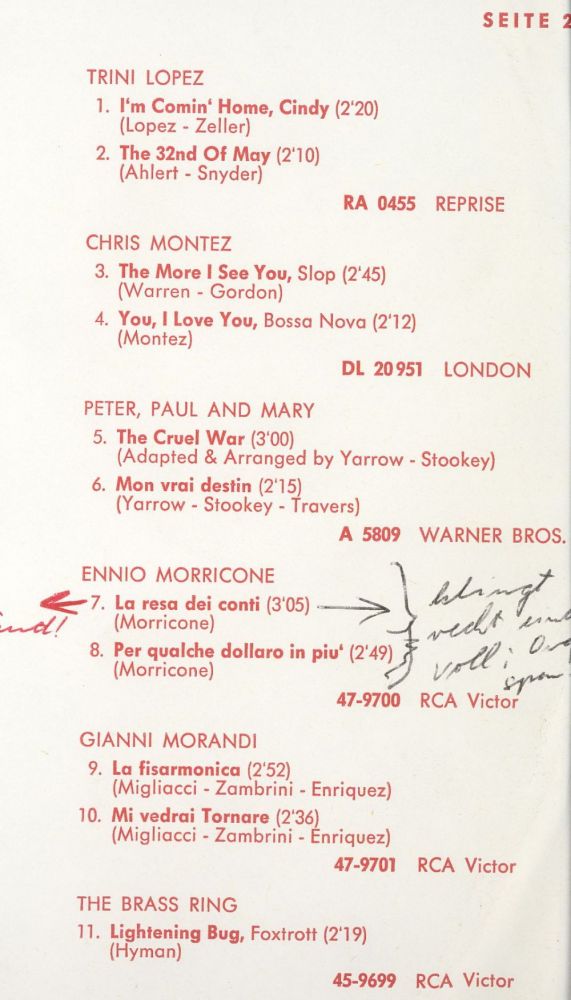 SEITE 2
TRINI LOPEZ
1. I'm Comin' Home, Cindy (2'20)
(Lopez - Zeller)
2. The 32nd Of May (2'10)
(Ahlert - Snyder)
RA 0455 REPRISE
CHRIS MONTEZ
3. The More I See You, Slop (2'45)
(Warren - Gordon)
4. You, I Love You, Bossa Nova (2'12)
(Montez)
DL 20951 LONDON
PETER, PAUL AND MARY
5. The Cruel War (3'00)
(Adapted & Arranged by Yarrow - Stookey)
6. Mon vrai destin (2'15)
(Yarrow - Stookey - Travers)
A 5809 WARNER BROS.
ENNIO MORRICONE
7. La resa dei conti (3'05)
(Morricone)
8. Per qualche dollaro in piu' (2'49)
(Morricone)
klingt
recht
voll;
47-9700 RCA Victor
GIANNI MORANDI
9. La fisarmonica (2'52)
(Migliacci - Zambrini - Enriquez)
10. Mi vedrai Tornare (2'36)
(Migliacci - Zambrini - Enriquez)
47-9701 RCA Victor
THE BRASS RING
11. Lightening Bug, Foxtrott (2'19)
(Hyman)
45-9699 RCA Victor